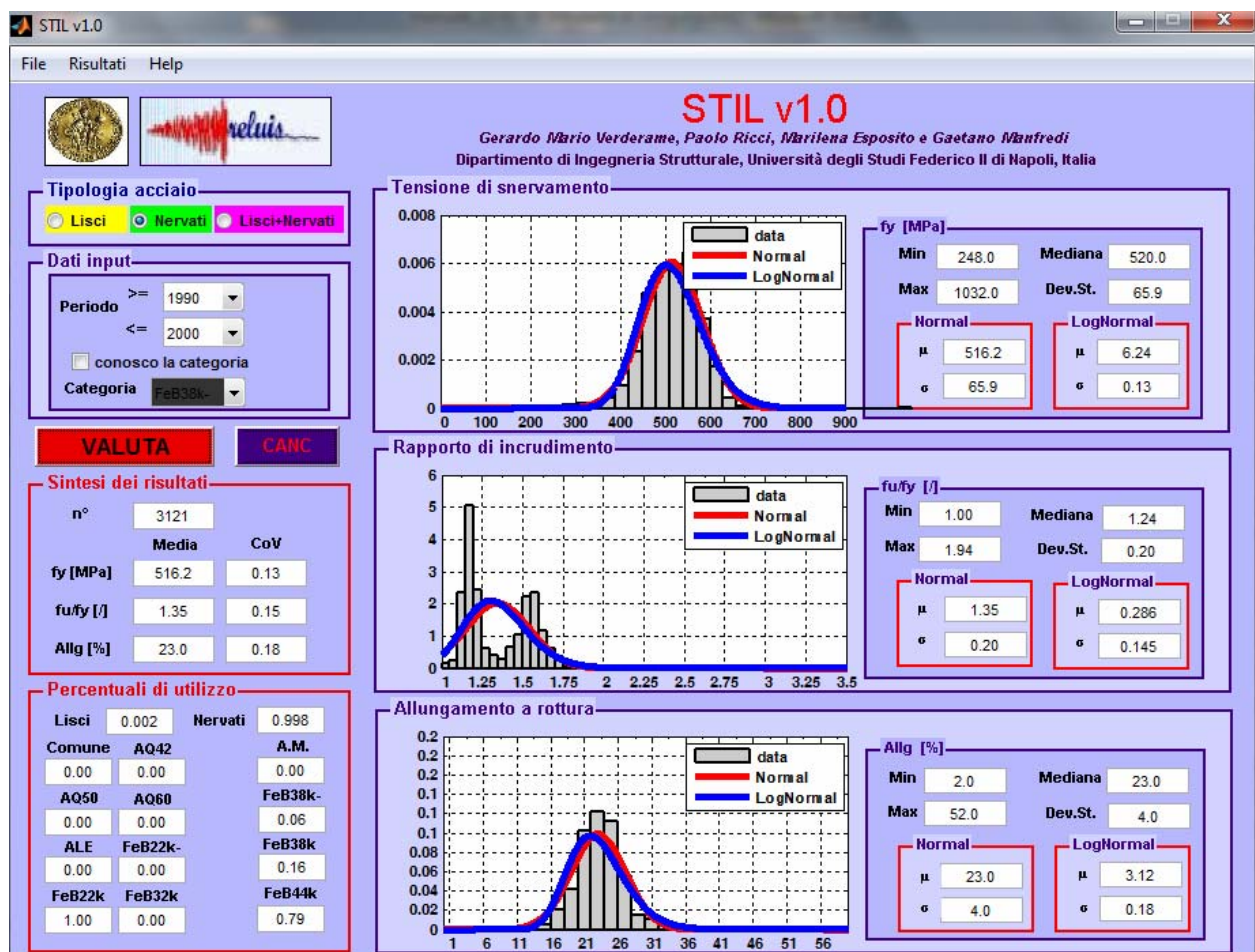 STIL v1.0
File Risultati Help
reluis
STIL v1.0
Gerardo Mario Verderame, Paolo Ricci, Marilena Esposito e Gaetano Manfredi
Dipartimento di Ingegneria Strutturale, Università degli Studi Federico II di Napoli, Italia
Tipologia acciaio
Lisci Nervati Lisci+Nervati
Dati input
Periodo >= 1990
<= 2000
conosco la categoria
Categoria FeB38k-
VALUTA CANC
Sintesi dei risultati
n° 3121
Media CoV
fy [MPa] 516.2 0.13
fu/fy [/] 1.35 0.15
Allg [%] 23.0 0.18
Percentuali di utilizzo
Lisci 0.002 Nervati 0.998
Comune AQ42 A.M.
0.00 0.00 0.00
AQ50 AQ60 FeB38k-
0.00 0.00 0.06
ALE FeB22k- FeB38k
0.00 0.00 0.16
FeB22k FeB32k FeB44k
1.00 0.00 0.79
Tensione di snervamento
0.008
0.006
0.004
0.002
0
0 100 200 300 400 500 600 700 800 900
data
Normal
LogNormal
fy [MPa]
Min 248.0 Mediana 520.0
Max 1032.0 Dev.St. 65.9
Normal LogNormal
μ 516.2 μ 6.24
σ 65.9 σ 0.13
Rapporto di incrudimento
6
5
4
3
2
1
0
1 1.25 1.5 1.75 2 2.25 2.5 2.75 3 3.25 3.5
data
Normal
LogNormal
fu/fy [/]
Min 1.00 Mediana 1.24
Max 1.94 Dev.St. 0.20
Normal LogNormal
μ 1.35 μ 0.286
σ 0.20 σ 0.145
Allungamento a rottura
0.2
0.2
0.2
0.1
0.1
0.1
0.08
0.06
0.04
0.02
0
1 6 11 16 21 26 31 36 41 46 51 56
data
Normal
LogNormal
Allg [%]
Min 2.0 Mediana 23.0
Max 52.0 Dev.St. 4.0
Normal LogNormal
μ 23.0 μ 3.12
σ 4.0 σ 0.18